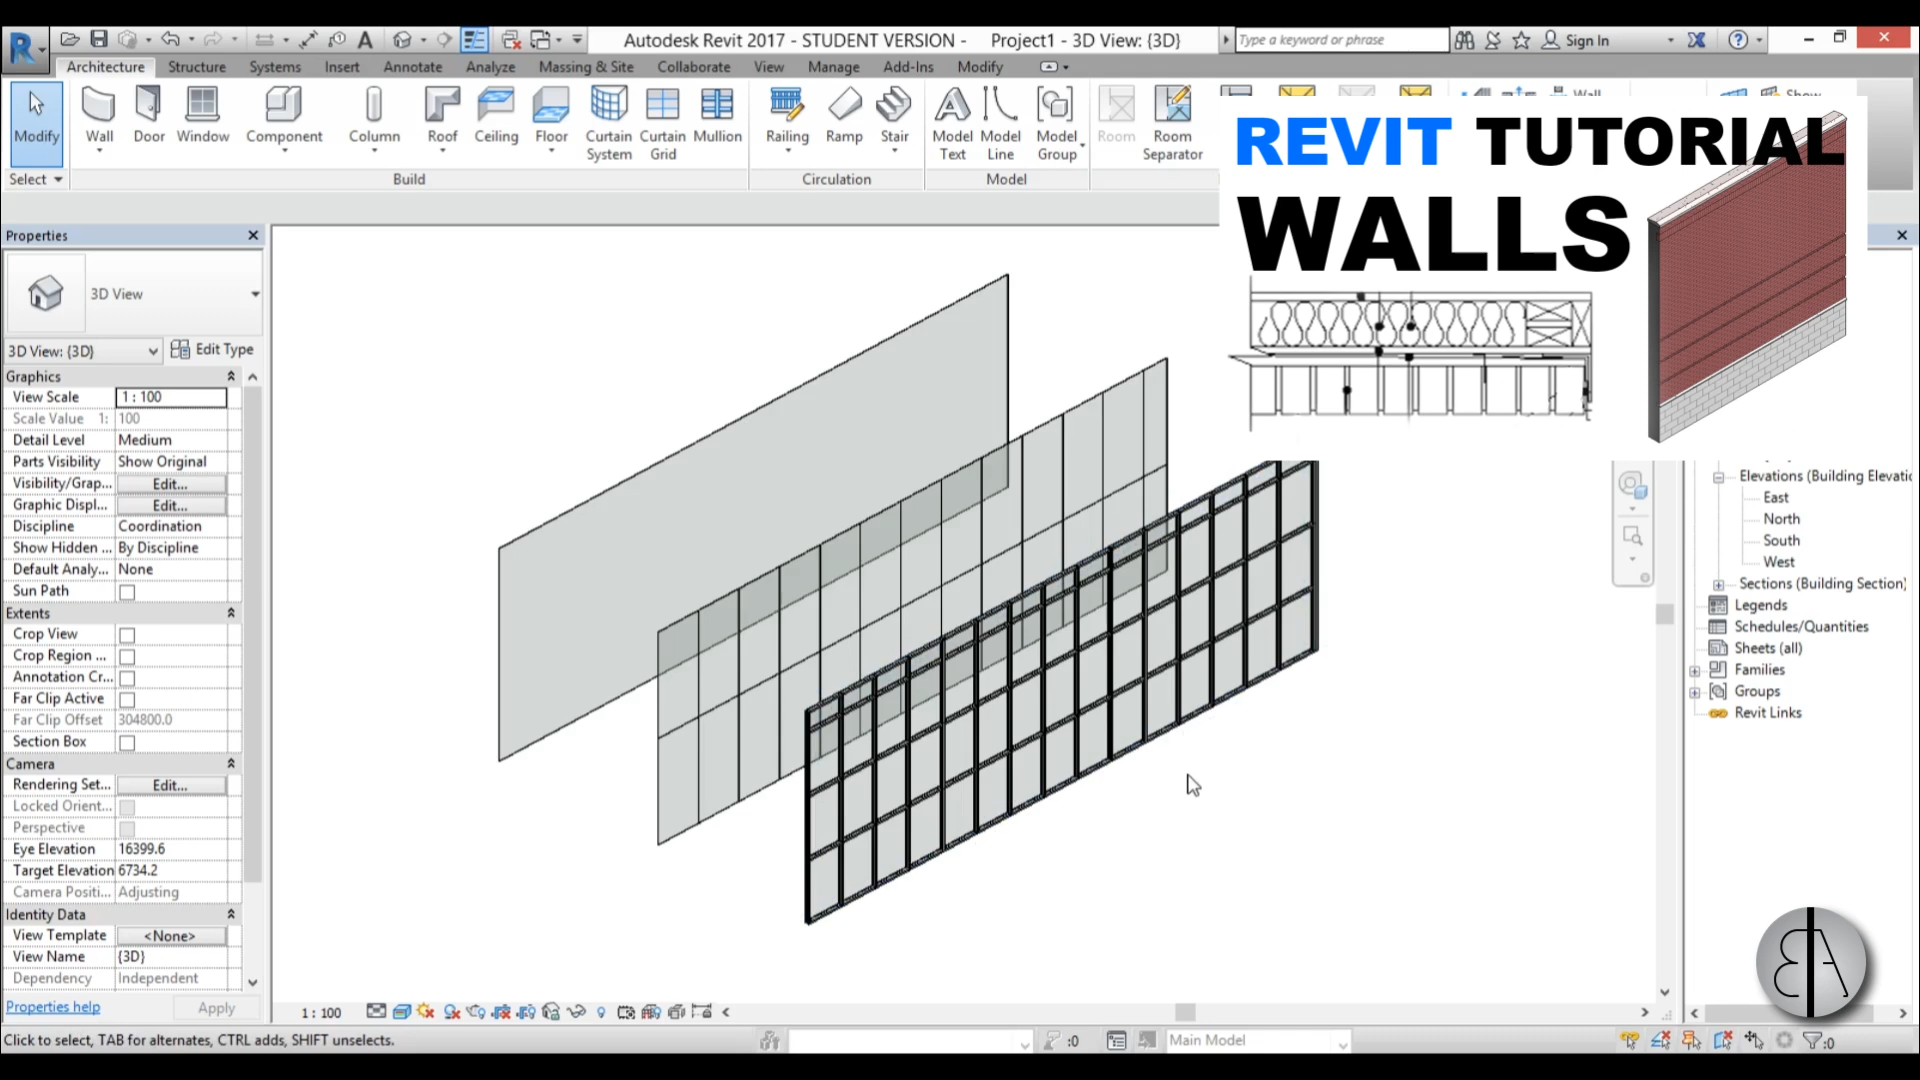 Autodesk Revit 2017 - STUDENT VERSION - Project1 - 3D View: {3D}
Type a keyword or phrase
Sign In
Architecture Structure Systems Insert Annotate Analyze Massing & Site Collaborate View Manage Add-Ins Modify
Modify
Wall
Door
Window
Component
Column
Roof
Ceiling
Floor
Curtain System
Curtain Grid
Mullion
Railing
Ramp
Stair
Model Text
Model Line
Model Group
Room
Room Separator
Wall
Show
Select
Build
Circulation
Model
REVIT TUTORIAL
WALLS
Properties
3D View
3D View: {3D}
Edit Type
Graphics
View Scale 1 : 100
Scale Value 1: 100
Detail Level Medium
Parts Visibility Show Original
Visibility/Grap... Edit...
Graphic Displ... Edit...
Discipline Coordination
Show Hidden ... By Discipline
Default Analy... None
Sun Path
Extents
Crop View
Crop Region ...
Annotation Cr...
Far Clip Active
Far Clip Offset 304800.0
Section Box
Camera
Rendering Set... Edit...
Locked Orient...
Perspective
Eye Elevation 16399.6
Target Elevation 6734.2
Camera Positi... Adjusting
Identity Data
View Template <None>
View Name {3D}
Dependency Independent
Properties help
Apply
Elevations (Building Elevatic
East
North
South
West
Sections (Building Section)
Legends
Schedules/Quantities
Sheets (all)
Families
Groups
Revit Links
1 : 100
Click to select, TAB for alternates, CTRL adds, SHIFT unselects.
:0
Main Model
:0